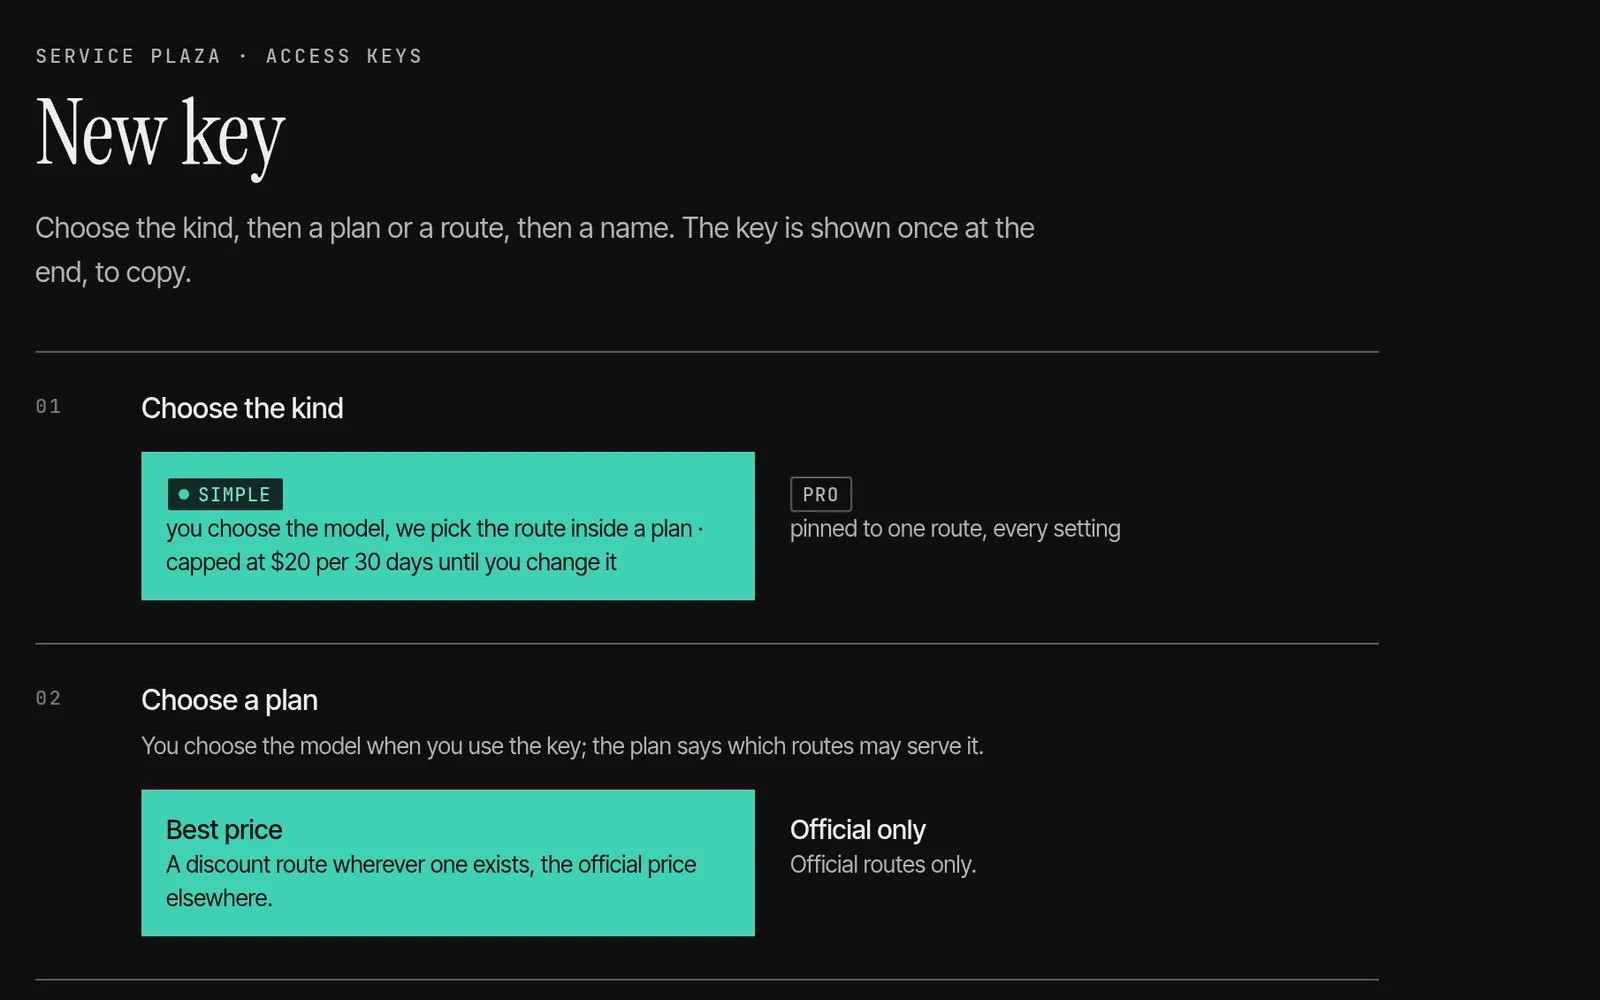 SERVICE PLAZA · ACCESS KEYS
New key
Choose the kind, then a plan or a route, then a name. The key is shown once at the
end, to copy.
01
Choose the kind
SIMPLE
you choose the model, we pick the route inside a plan ·
capped at $20 per 30 days until you change it
PRO
pinned to one route, every setting
02
Choose a plan
You choose the model when you use the key; the plan says which routes may serve it.
Best price
A discount route wherever one exists, the official price
elsewhere.
Official only
Official routes only.